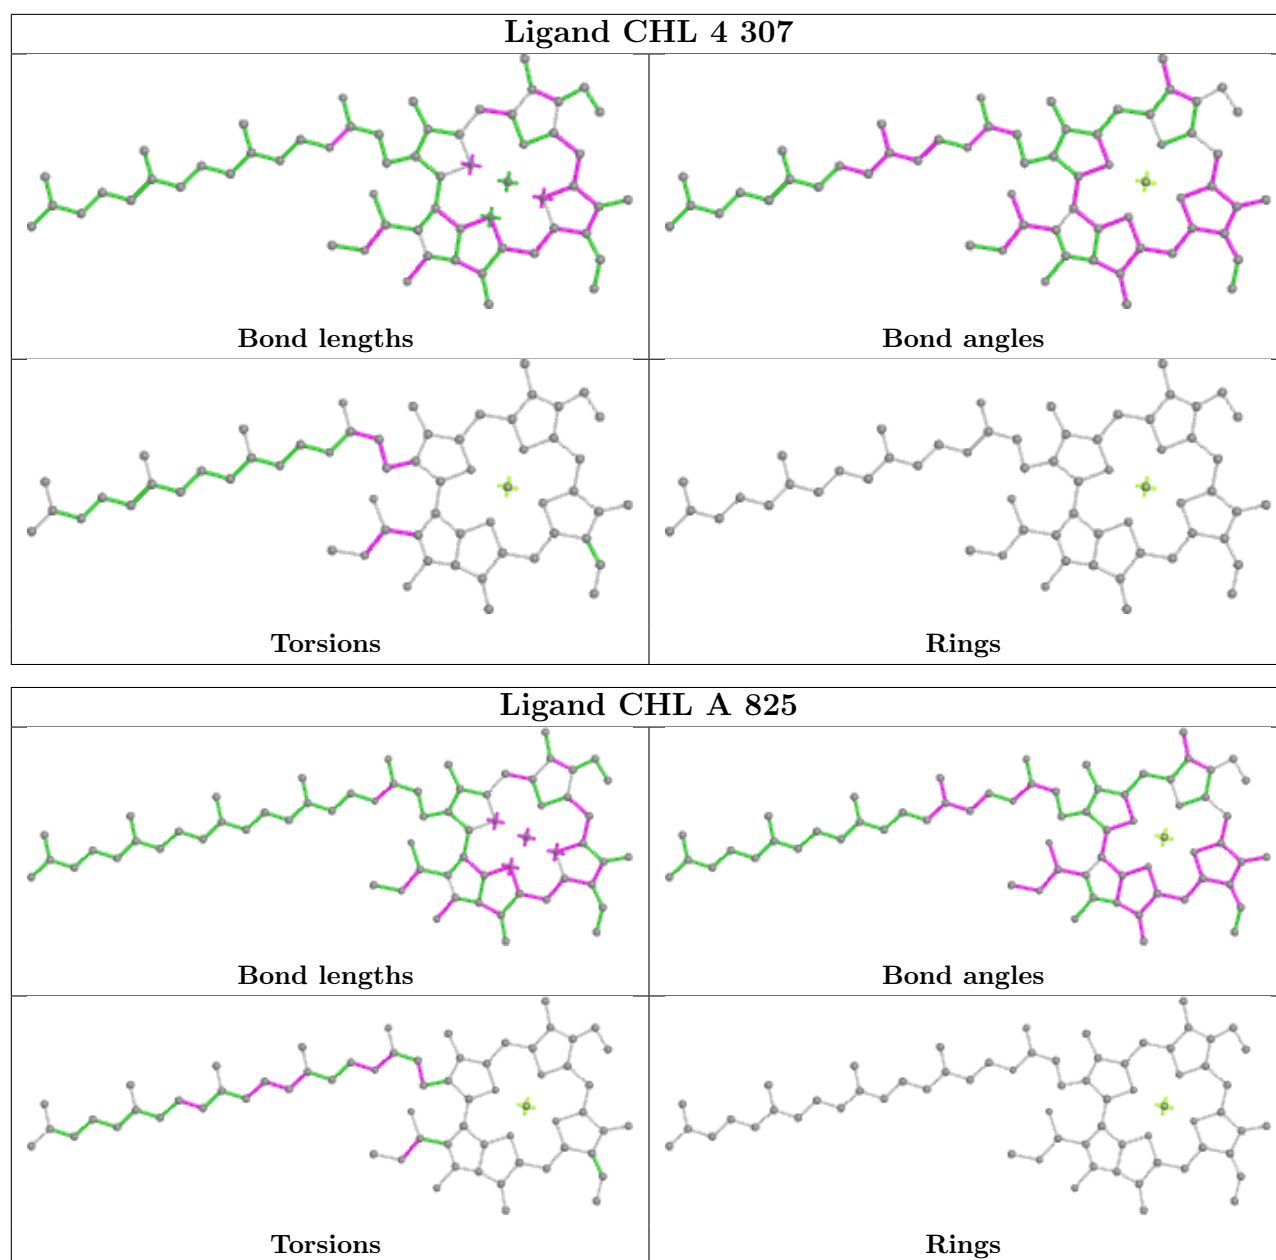 Ligand CHL 4 307
Bond lengths
Bond angles
Torsions
Rings
Ligand CHL A 825
Bond lengths
Bond angles
Torsions
Rings